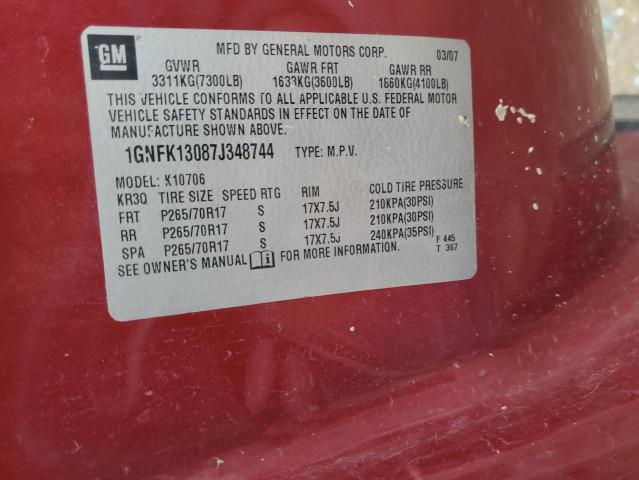 GM
MFD BY GENERAL MOTORS CORP. 03/07
GVWR GAWR FRT GAWR RR
3311KG(7300LB) 1633KG(3600LB) 1860KG(4100LB)
THIS VEHICLE CONFORMS TO ALL APPLICABLE U.S. FEDERAL MOTOR
VEHICLE SAFETY STANDARDS IN EFFECT ON THE DATE OF
MANUFACTURE SHOWN ABOVE.
1GNFK13087J348744 TYPE: M.P.V.
MODEL: K10706
KR3Q TIRE SIZE SPEED RTG RIM COLD TIRE PRESSURE
FRT P265/70R17 S 17X7.5J 210KPA(30PSI)
RR P265/70R17 S 17X7.5J 210KPA(30PSI)
SPA P265/70R17 S 17X7.5J 240KPA(35PSI)
SEE OWNER'S MANUAL FOR MORE INFORMATION. F 445
T 367